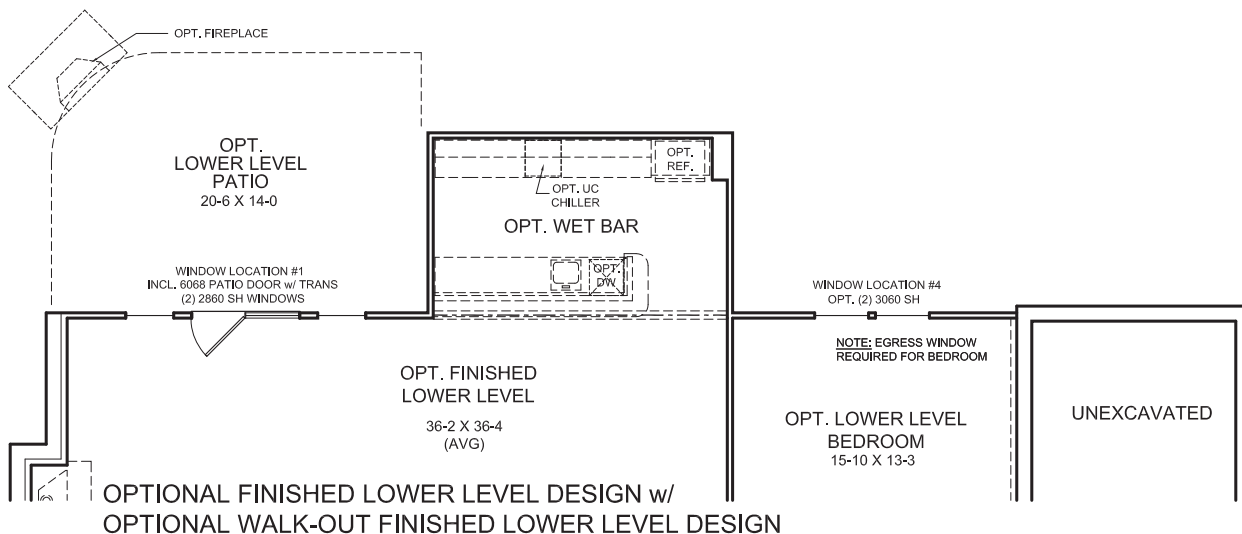 OPT. FIREPLACE
OPT.
LOWER LEVEL
PATIO
20-6 X 14-0
OPT.
REF.
OPT. UC
CHILLER
OPT. WET BAR
OPT.
DW
WINDOW LOCATION #1
INCL. 6068 PATIO DOOR w/ TRANS
(2) 2860 SH WINDOWS
WINDOW LOCATION #4
OPT. (2) 3060 SH
NOTE: EGRESS WINDOW
REQUIRED FOR BEDROOM
OPT. FINISHED
LOWER LEVEL
36-2 X 36-4
(AVG)
OPT. LOWER LEVEL
BEDROOM
15-10 X 13-3
UNEXCAVATED
OPTIONAL FINISHED LOWER LEVEL DESIGN w/
OPTIONAL WALK-OUT FINISHED LOWER LEVEL DESIGN